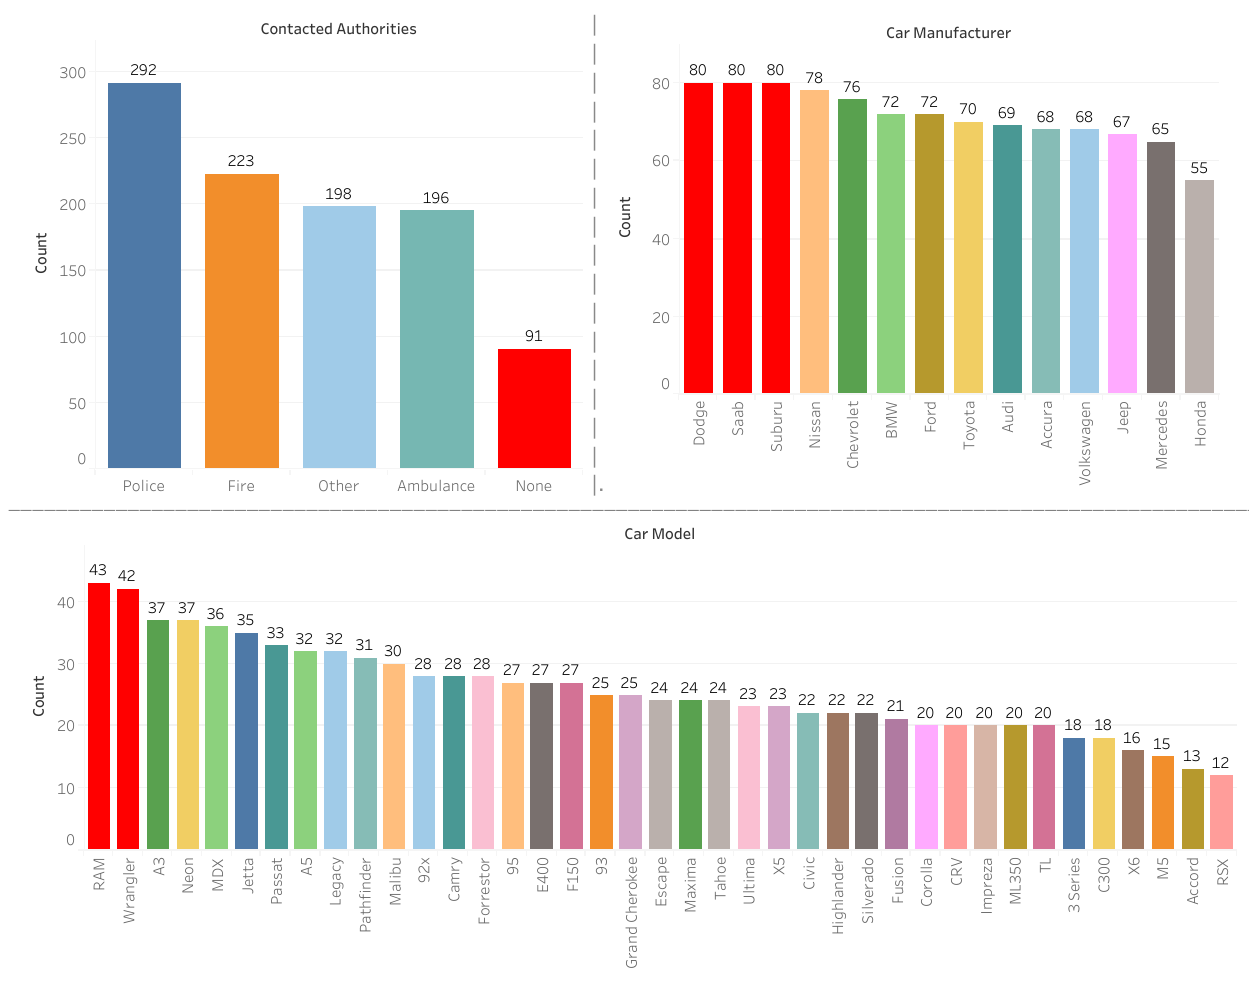 Contacted Authorities
Count
300
250
200
150
100
50
0
292
223
198
196
91
Police Fire Other Ambulance None
Car Manufacturer
Count
80
60
40
20
0
80 80 80 78 76 72 72 70 69 68 68 67 65 55
Dodge
Saab
Suburu
Nissan
Chevrolet
BMW
Ford
Toyota
Audi
Accura
Volkswagen
Jeep
Mercedes
Honda
.
Car Model
Count
40
30
20
10
0
43 42 37 37 36 35 33 32 32 31 30 28 28 28 27 27 27 25 25 24 24 24 23 23 22 22 22 21 20 20 20 20 20 18 18 16 15 13 12
RAM
Wrangler
A3
Neon
MDX
Jetta
Passat
A5
Legacy
Pathfinder
Malibu
92x
Camry
Forrestor
95
E400
F150
93
Grand Cherokee
Escape
Maxima
Tahoe
Ultima
X5
Civic
Highlander
Silverado
Fusion
Corolla
CRV
Impreza
ML350
TL
3 Series
C300
X6
M5
Accord
RSX